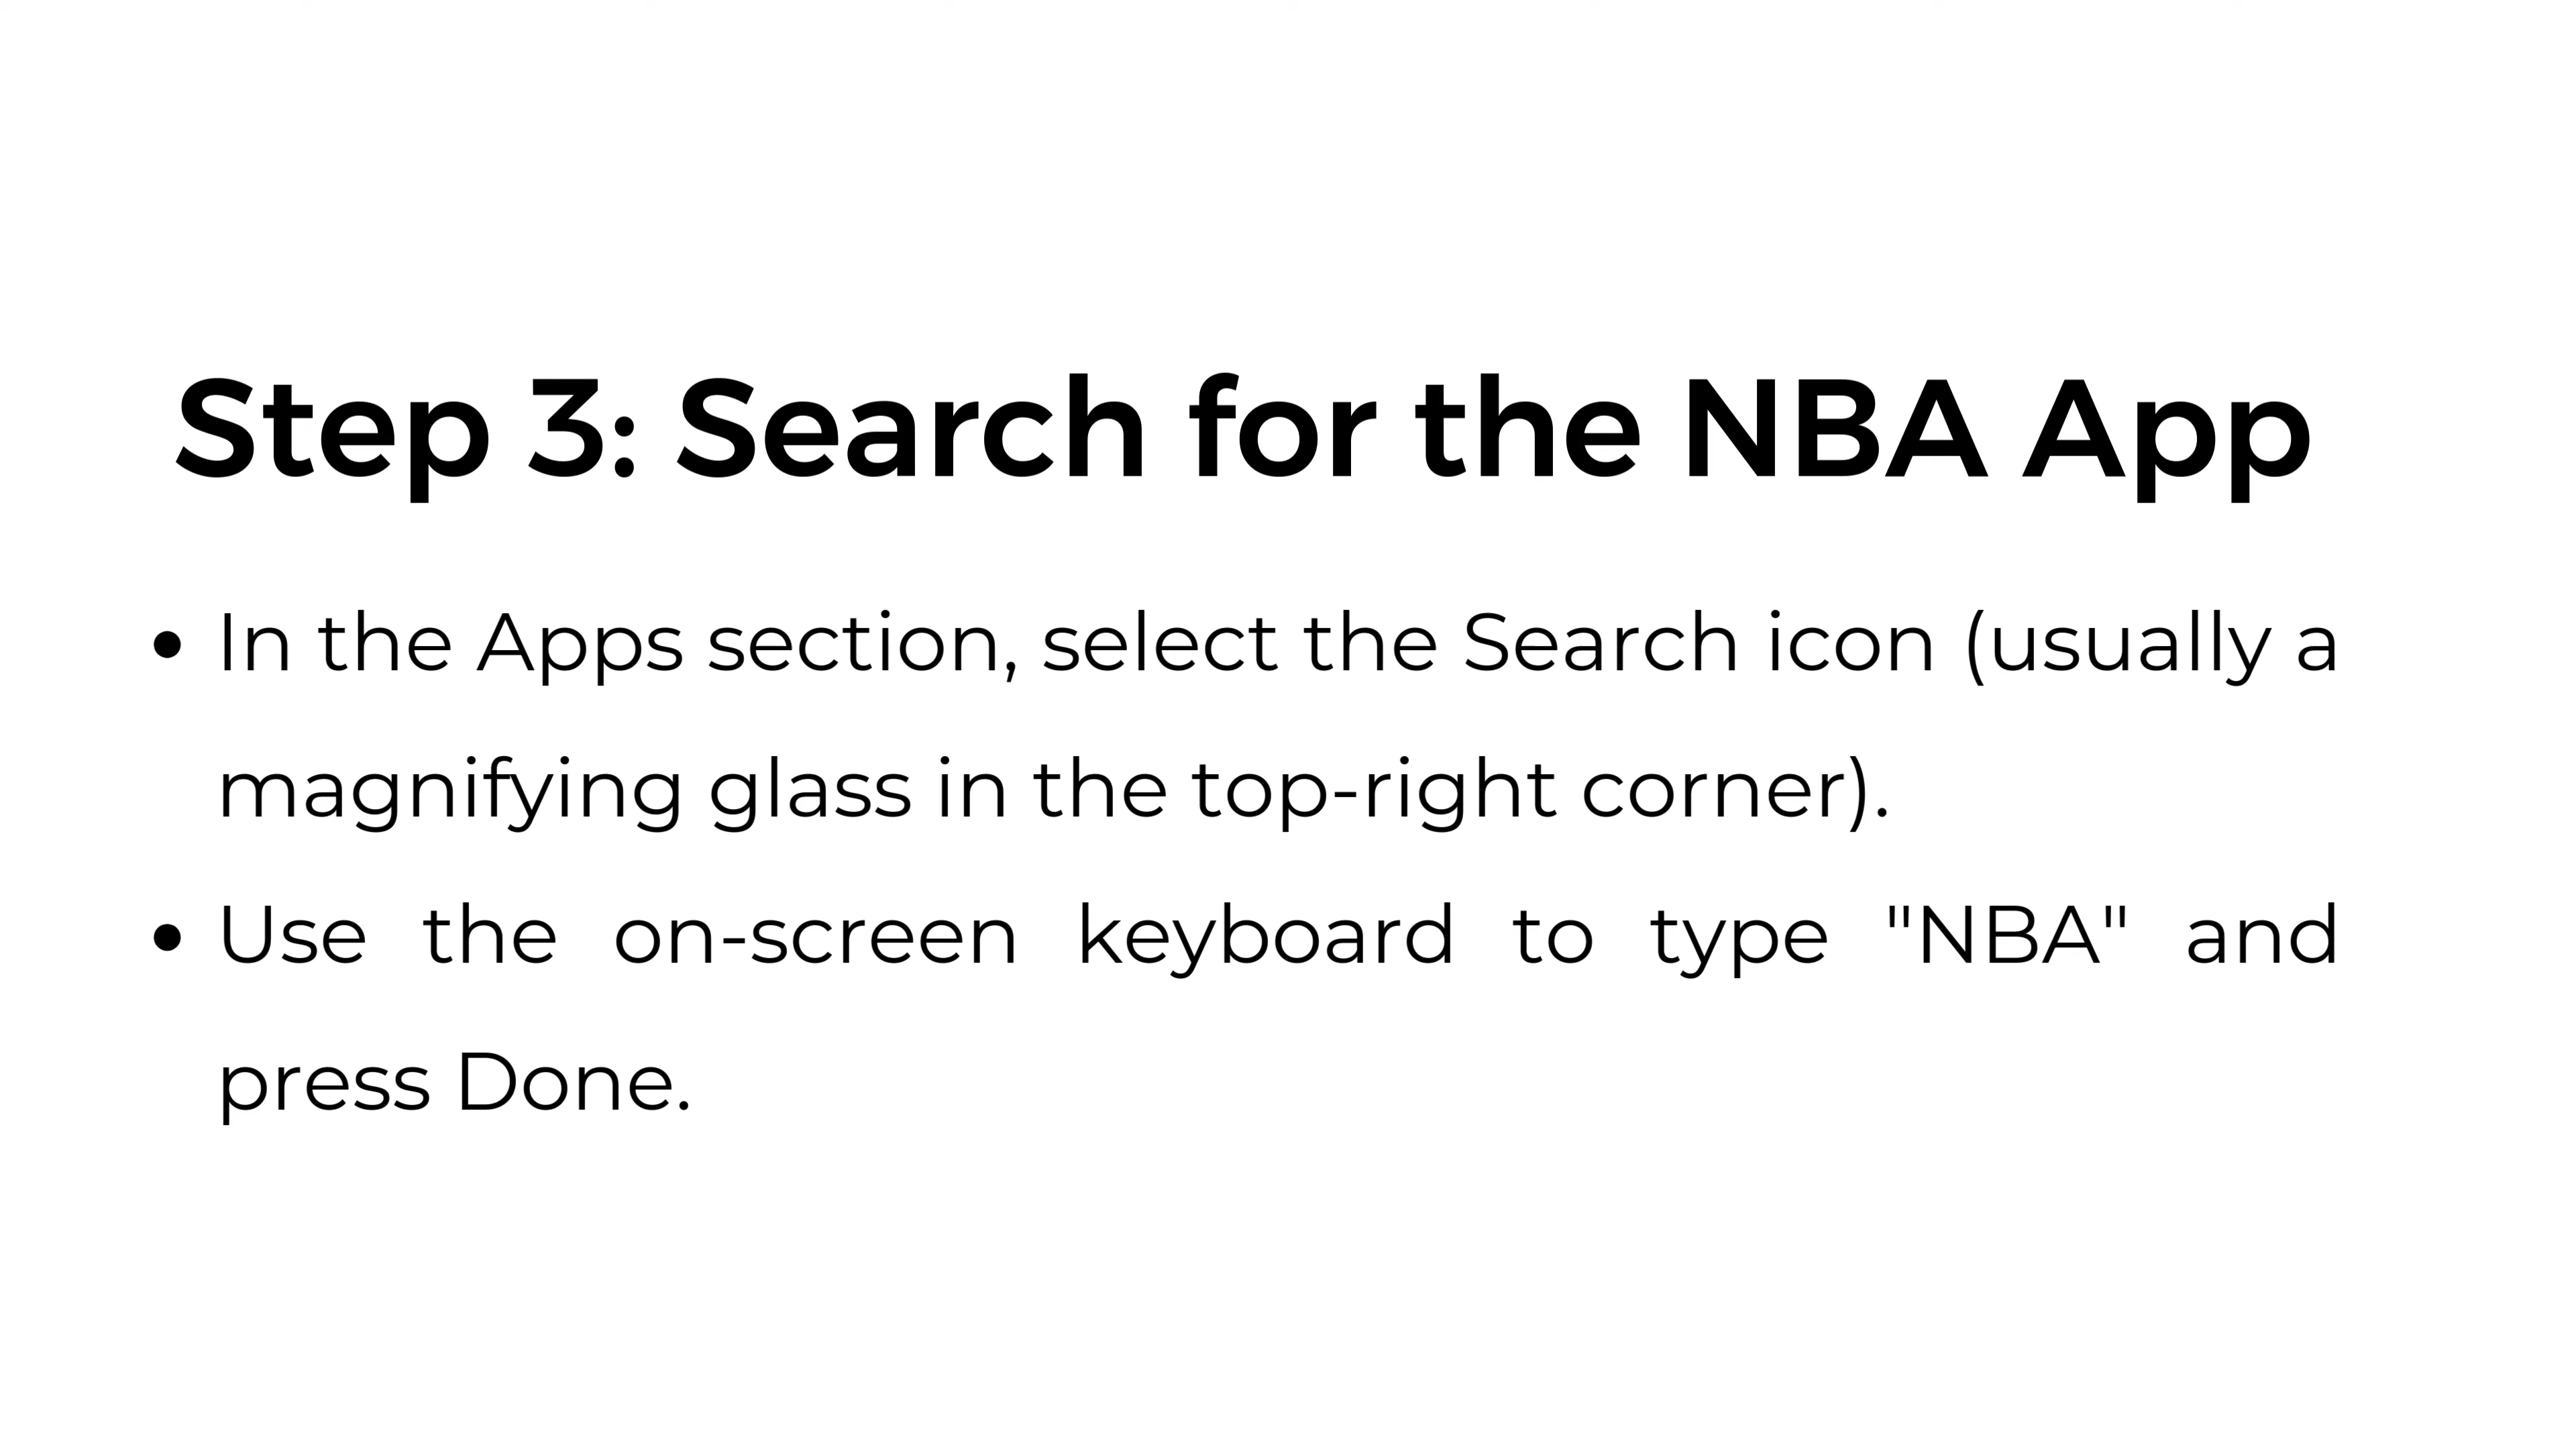 Step 3: Search for the NBA App
• In the Apps section, select the Search icon (usually a
magnifying glass in the top-right corner).
• Use the on-screen keyboard to type "NBA" and
press Done.